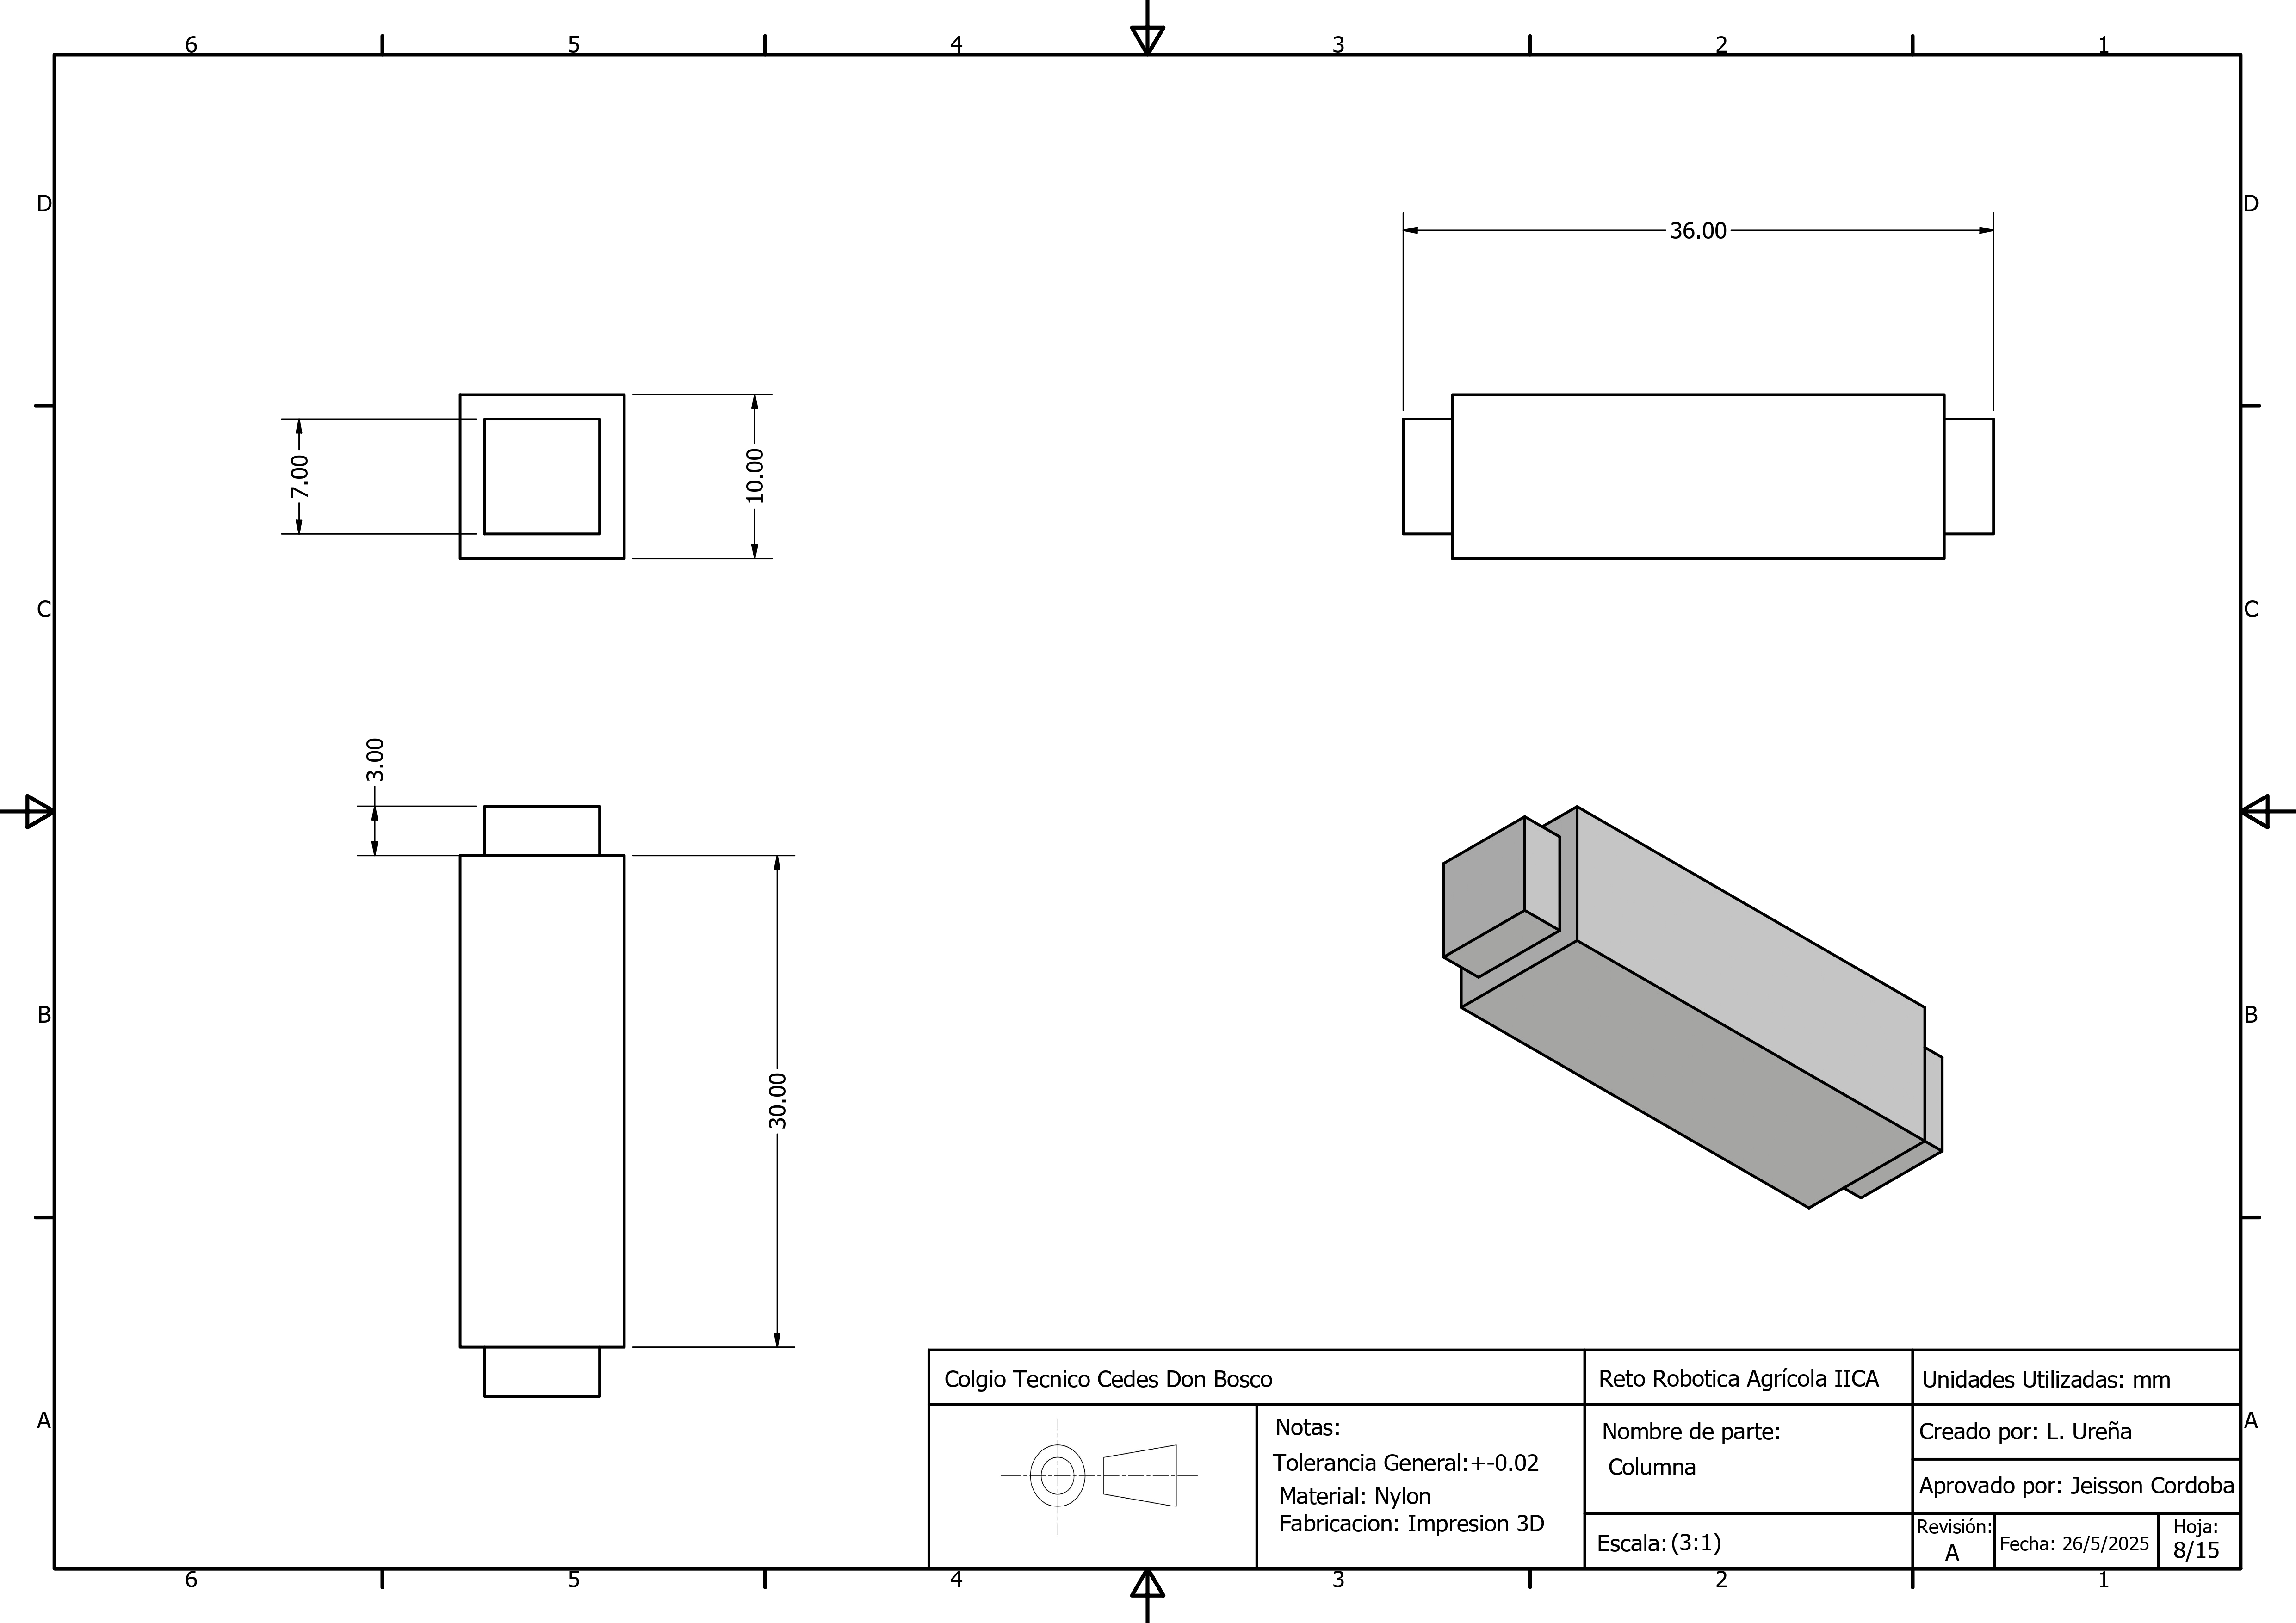 6 5 4 3 2 1
D D
36.00
7.00
10.00
C C
3.00
30.00
B B
Colgio Tecnico Cedes Don Bosco
Reto Robotica Agrícola IICA
Unidades Utilizadas: mm
A A
Notas:
Tolerancia General:+-0.02
Material: Nylon
Fabricacion: Impresion 3D
Nombre de parte:
Columna
Escala: (3:1)
Creado por: L. Ureña
Aprovado por: Jeisson Cordoba
Revisión:
A
Fecha: 26/5/2025
Hoja:
8/15
6 5 4 3 2 1